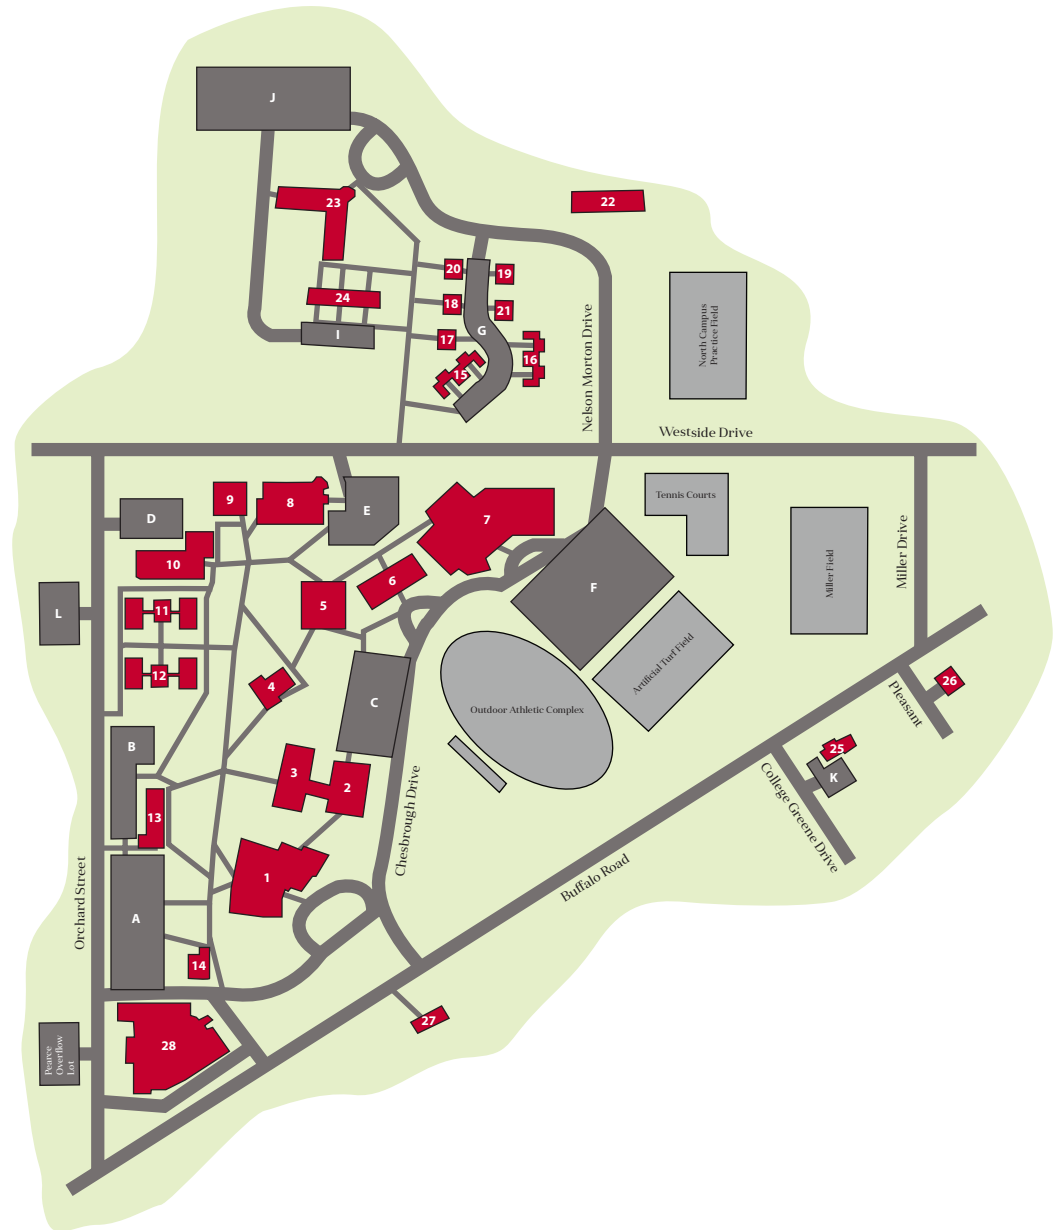 J
23
22
20
19
24
18
21
G
I
17
16
15
North Campus
Practice Field
Nelson Morton Drive
Westside Drive
9
8
E
D
7
Tennis Courts
10
6
F
Miller Field
Miller Drive
5
L
11
12
4
Artificial Turf Field
C
Outdoor Athletic Complex
26
Pleasant
B
3
2
25
K
College Greene Drive
13
Chesbrough Drive
1
Buffalo Road
Orchard Street
A
14
27
28
Pearce
Overflow
Lot